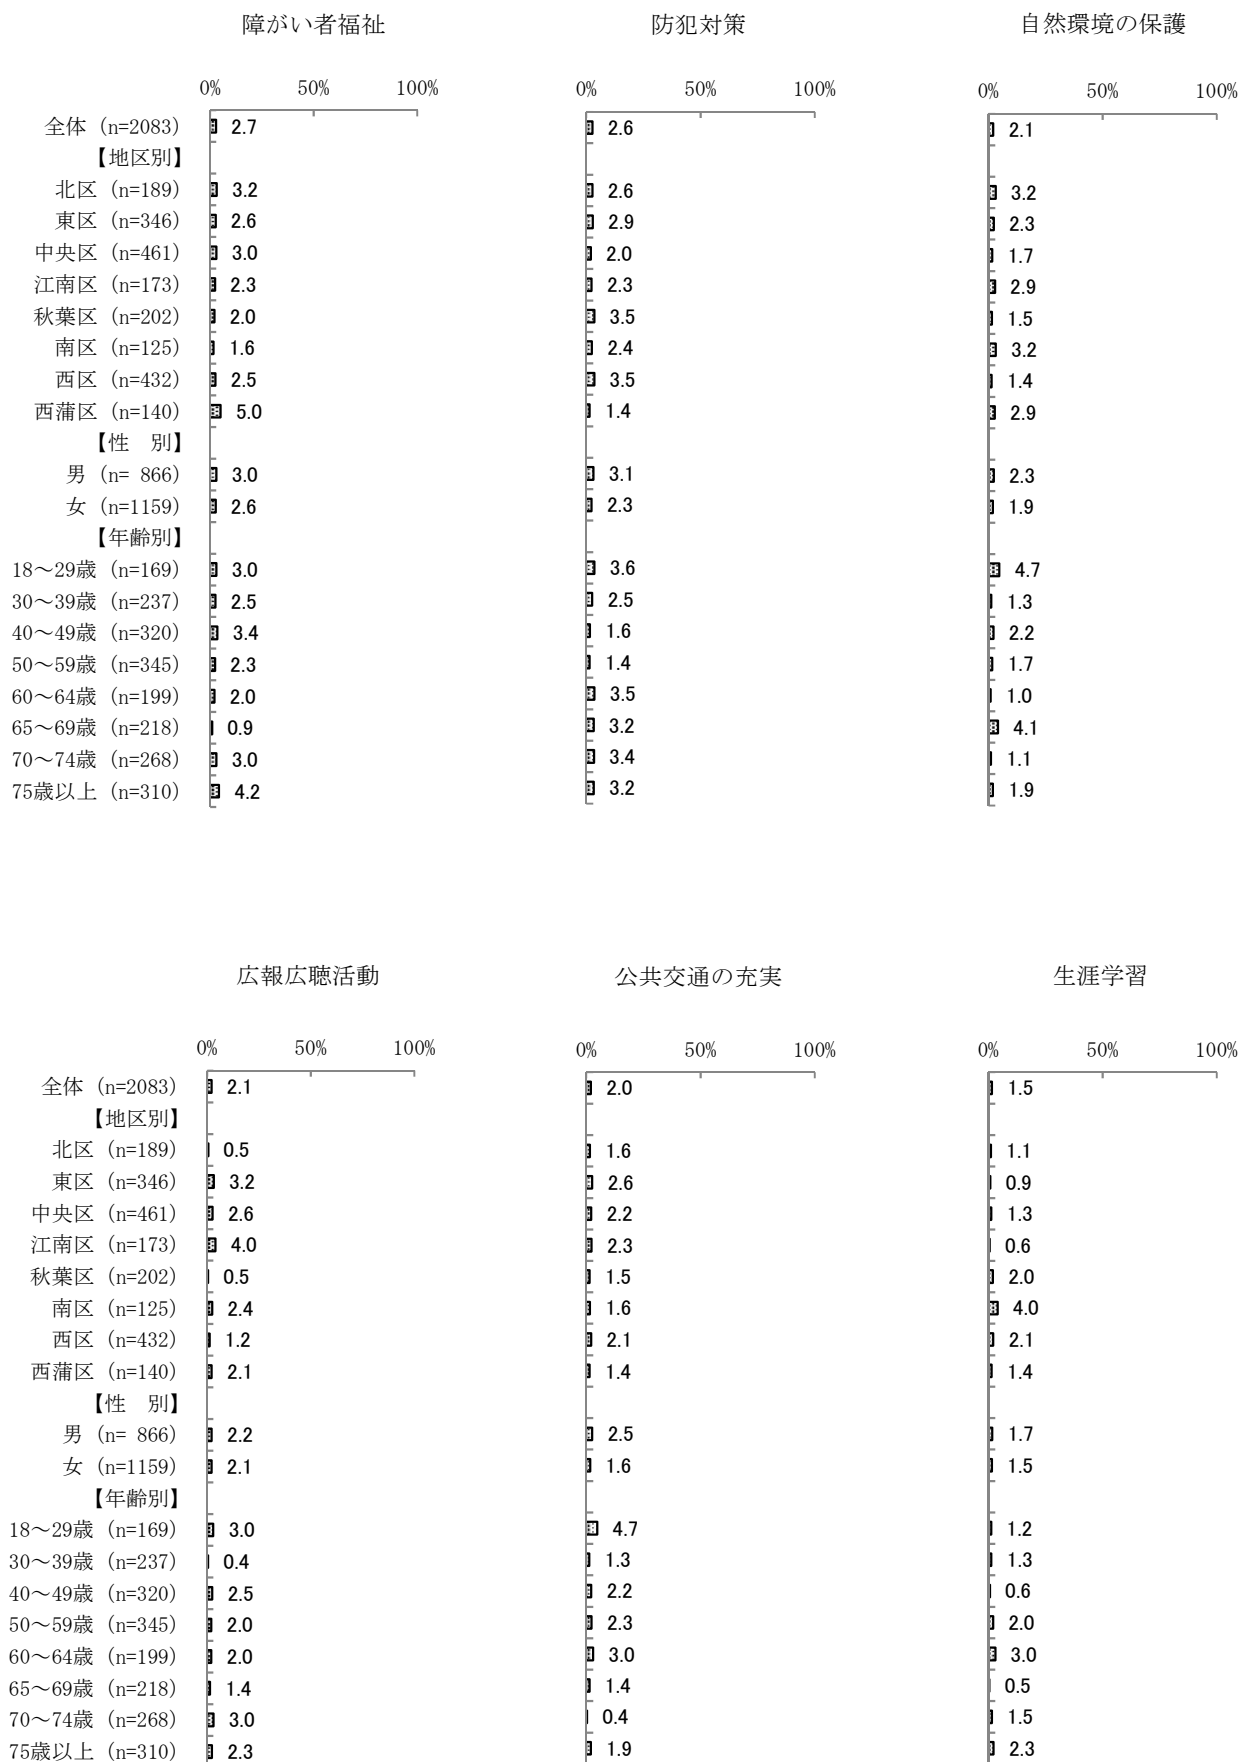 障がい者福祉 防犯対策 自然環境の保護
0% 50% 100% 0% 50% 100% 0% 50% 100%
全体 (n=2083) 2.7 2.6 2.1
【地区別】
北区 (n=189) 3.2 2.6 3.2
東区 (n=346) 2.6 2.9 2.3
中央区 (n=461) 3.0 2.0 1.7
江南区 (n=173) 2.3 2.3 2.9
秋葉区 (n=202) 2.0 3.5 1.5
南区 (n=125) 1.6 2.4 3.2
西区 (n=432) 2.5 3.5 1.4
西蒲区 (n=140) 5.0 1.4 2.9
【性　別】
男 (n= 866) 3.0 3.1 2.3
女 (n=1159) 2.6 2.3 1.9
【年齢別】
18～29歳 (n=169) 3.0 3.6 4.7
30～39歳 (n=237) 2.5 2.5 1.3
40～49歳 (n=320) 3.4 1.6 2.2
50～59歳 (n=345) 2.3 1.4 1.7
60～64歳 (n=199) 2.0 3.5 1.0
65～69歳 (n=218) 0.9 3.2 4.1
70～74歳 (n=268) 3.0 3.4 1.1
75歳以上 (n=310) 4.2 3.2 1.9
広報広聴活動 公共交通の充実 生涯学習
0% 50% 100% 0% 50% 100% 0% 50% 100%
全体 (n=2083) 2.1 2.0 1.5
【地区別】
北区 (n=189) 0.5 1.6 1.1
東区 (n=346) 3.2 2.6 0.9
中央区 (n=461) 2.6 2.2 1.3
江南区 (n=173) 4.0 2.3 0.6
秋葉区 (n=202) 0.5 1.5 2.0
南区 (n=125) 2.4 1.6 4.0
西区 (n=432) 1.2 2.1 2.1
西蒲区 (n=140) 2.1 1.4 1.4
【性　別】
男 (n= 866) 2.2 2.5 1.7
女 (n=1159) 2.1 1.6 1.5
【年齢別】
18～29歳 (n=169) 3.0 4.7 1.2
30～39歳 (n=237) 0.4 1.3 1.3
40～49歳 (n=320) 2.5 2.2 0.6
50～59歳 (n=345) 2.0 2.3 2.0
60～64歳 (n=199) 2.0 3.0 3.0
65～69歳 (n=218) 1.4 1.4 0.5
70～74歳 (n=268) 3.0 0.4 1.5
75歳以上 (n=310) 2.3 1.9 2.3